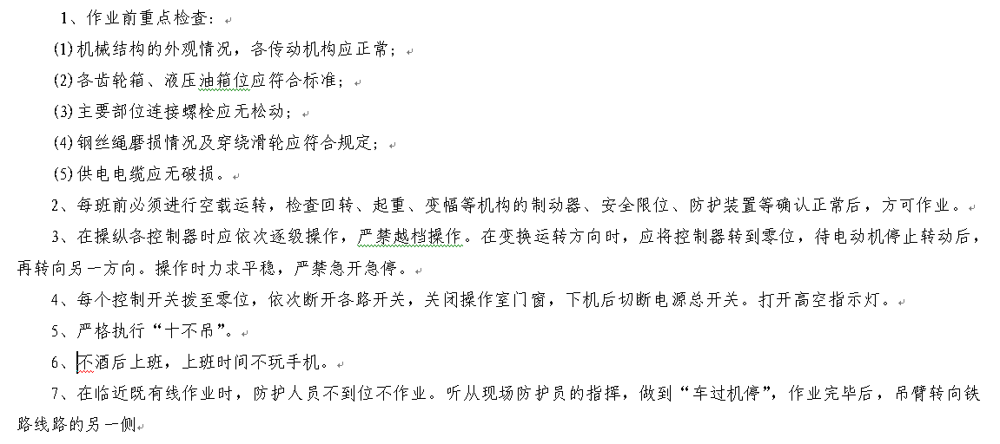 1、作业前重点检查：
(1)机械结构的外观情况，各传动机构应正常；
(2)各齿轮箱、液压油箱位应符合标准；
(3)主要部位连接螺栓应无松动；
(4)钢丝绳磨损情况及穿绕滑轮应符合规定；
(5)供电电缆应无破损。
2、每班前必须进行空载运转，检查回转、起重、变幅等机构的制动器、安全限位、防护装置等确认正常后，方可作业。
3、在操纵各控制器时应依次逐级操作，严禁越档操作。在变换运转方向时，应将控制器转到零位，待电动机停止转动后，
再转向另一方向。操作时力求平稳，严禁急开急停。
4、每个控制开关拨至零位，依次断开各路开关，关闭操作室门窗，下机后切断电源总开关。打开高空指示灯。
5、严格执行“十不吊”。
6、不酒后上班，上班时间不玩手机。
7、在临近既有线作业时，防护人员不到位不作业。听从现场防护员的指挥，做到“车过机停”，作业完毕后，吊臂转向铁
路线路的另一侧